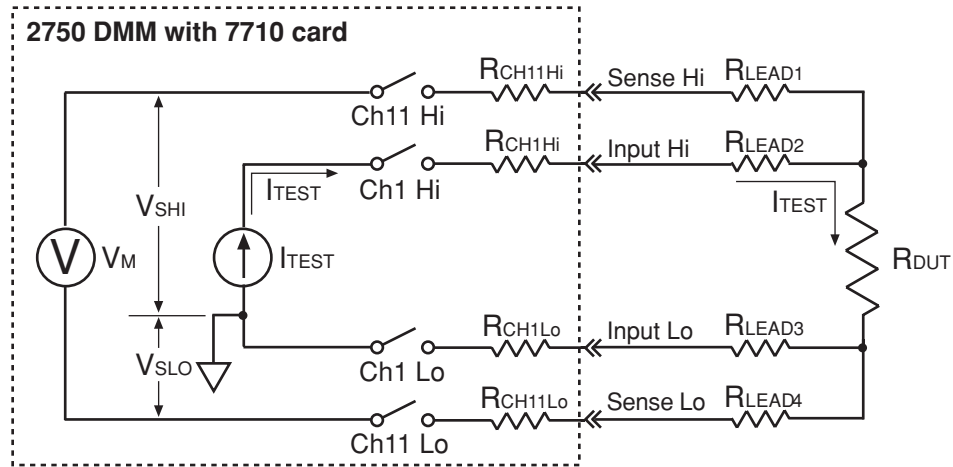 2750 DMM with 7710 card
RCH11Hi
Sense Hi
RLEAD1
Ch11 Hi
RCH1Hi
Input Hi
RLEAD2
Ch1 Hi
ITEST
ITEST
VSHI
V
VM
ITEST
RDUT
RCH1Lo
Input Lo
RLEAD3
VSLO
Ch1 Lo
RCH11Lo
Sense Lo
RLEAD4
Ch11 Lo